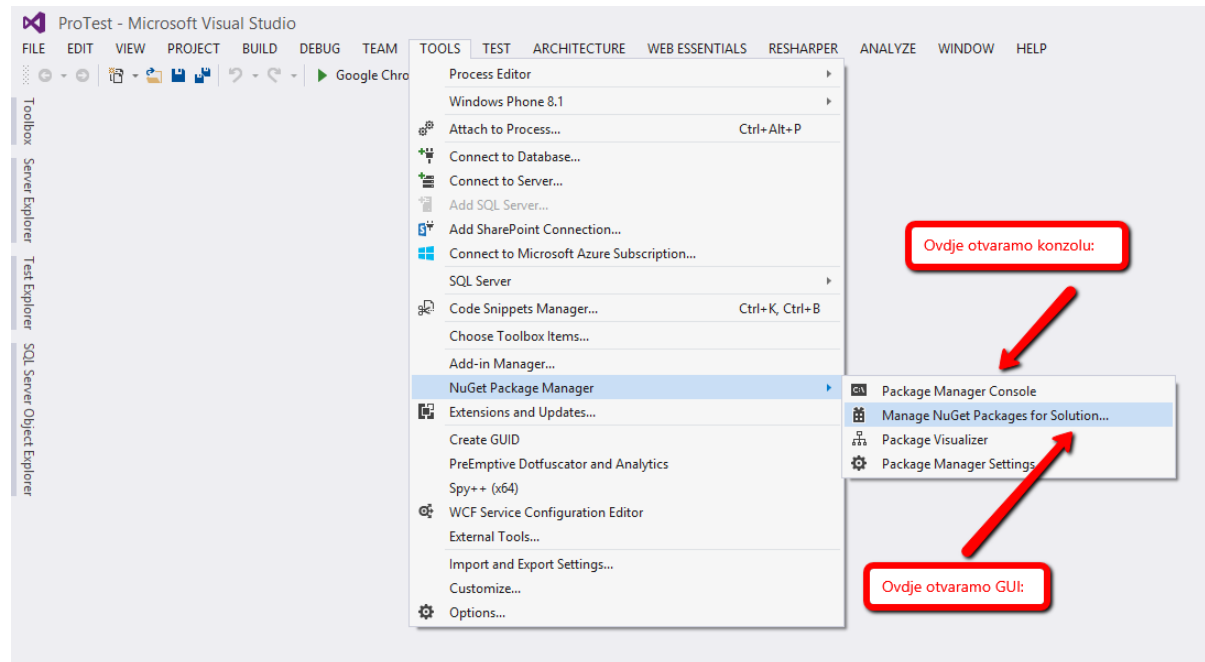 ProTest - Microsoft Visual Studio
FILE EDIT VIEW PROJECT BUILD DEBUG TEAM TOOLS TEST ARCHITECTURE WEB ESSENTIALS RESHARPER ANALYZE WINDOW HELP
Google Chro
Toolbox
Server Explorer
Test Explorer
SQL Server Object Explorer
Process Editor
Windows Phone 8.1
Attach to Process... Ctrl+Alt+P
Connect to Database...
Connect to Server...
Add SQL Server...
Add SharePoint Connection...
Connect to Microsoft Azure Subscription...
SQL Server
Code Snippets Manager... Ctrl+K, Ctrl+B
Choose Toolbox Items...
Add-in Manager...
NuGet Package Manager
Extensions and Updates...
Create GUID
PreEmptive Dotfuscator and Analytics
Spy++ (x64)
WCF Service Configuration Editor
External Tools...
Import and Export Settings...
Customize...
Options...
Ovdje otvaramo konzolu:
Package Manager Console
Manage NuGet Packages for Solution...
Package Visualizer
Package Manager Settings
Ovdje otvaramo GUI: